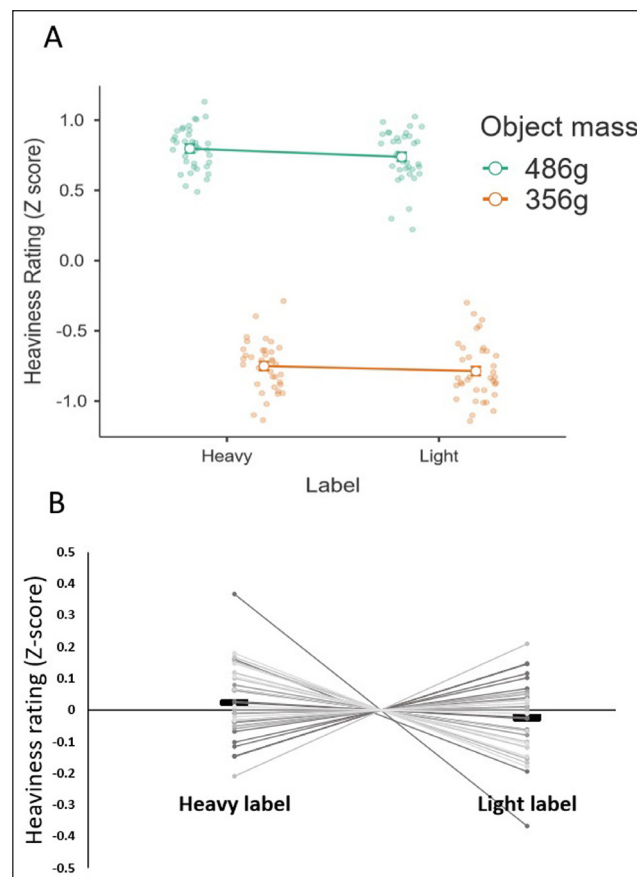 A
1.0
0.5
0.0
-0.5
-1.0
Heaviness Rating (Z score)
Heavy
Light
Label
Object mass
486g
356g
B
0.5
0.4
0.3
0.2
0.1
0
-0.1
-0.2
-0.3
-0.4
-0.5
Heaviness rating (Z-score)
Heavy label
Light label